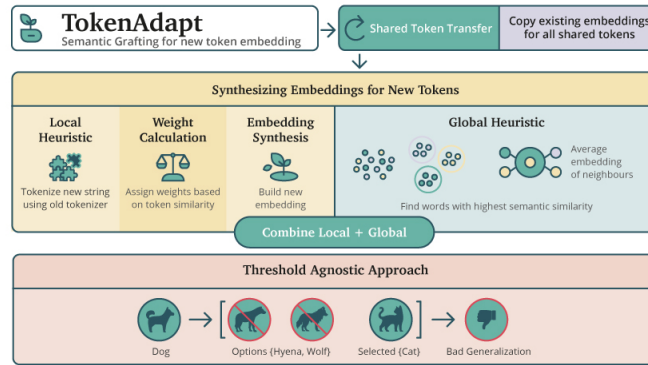 TokenAdapt
Semantic Grafting for new token embedding
Shared Token Transfer
Copy existing embeddings
for all shared tokens
Synthesizing Embeddings for New Tokens
Local
Heuristic
Tokenize new string
using old tokenizer
Weight
Calculation
Assign weights based
on token similarity
Embedding
Synthesis
Build new
embedding
Global Heuristic
Average
embedding
of neighbours
Find words with highest semantic similarity
Combine Local + Global
Threshold Agnostic Approach
Dog
Options {Hyena, Wolf}
Selected {Cat}
Bad Generalization